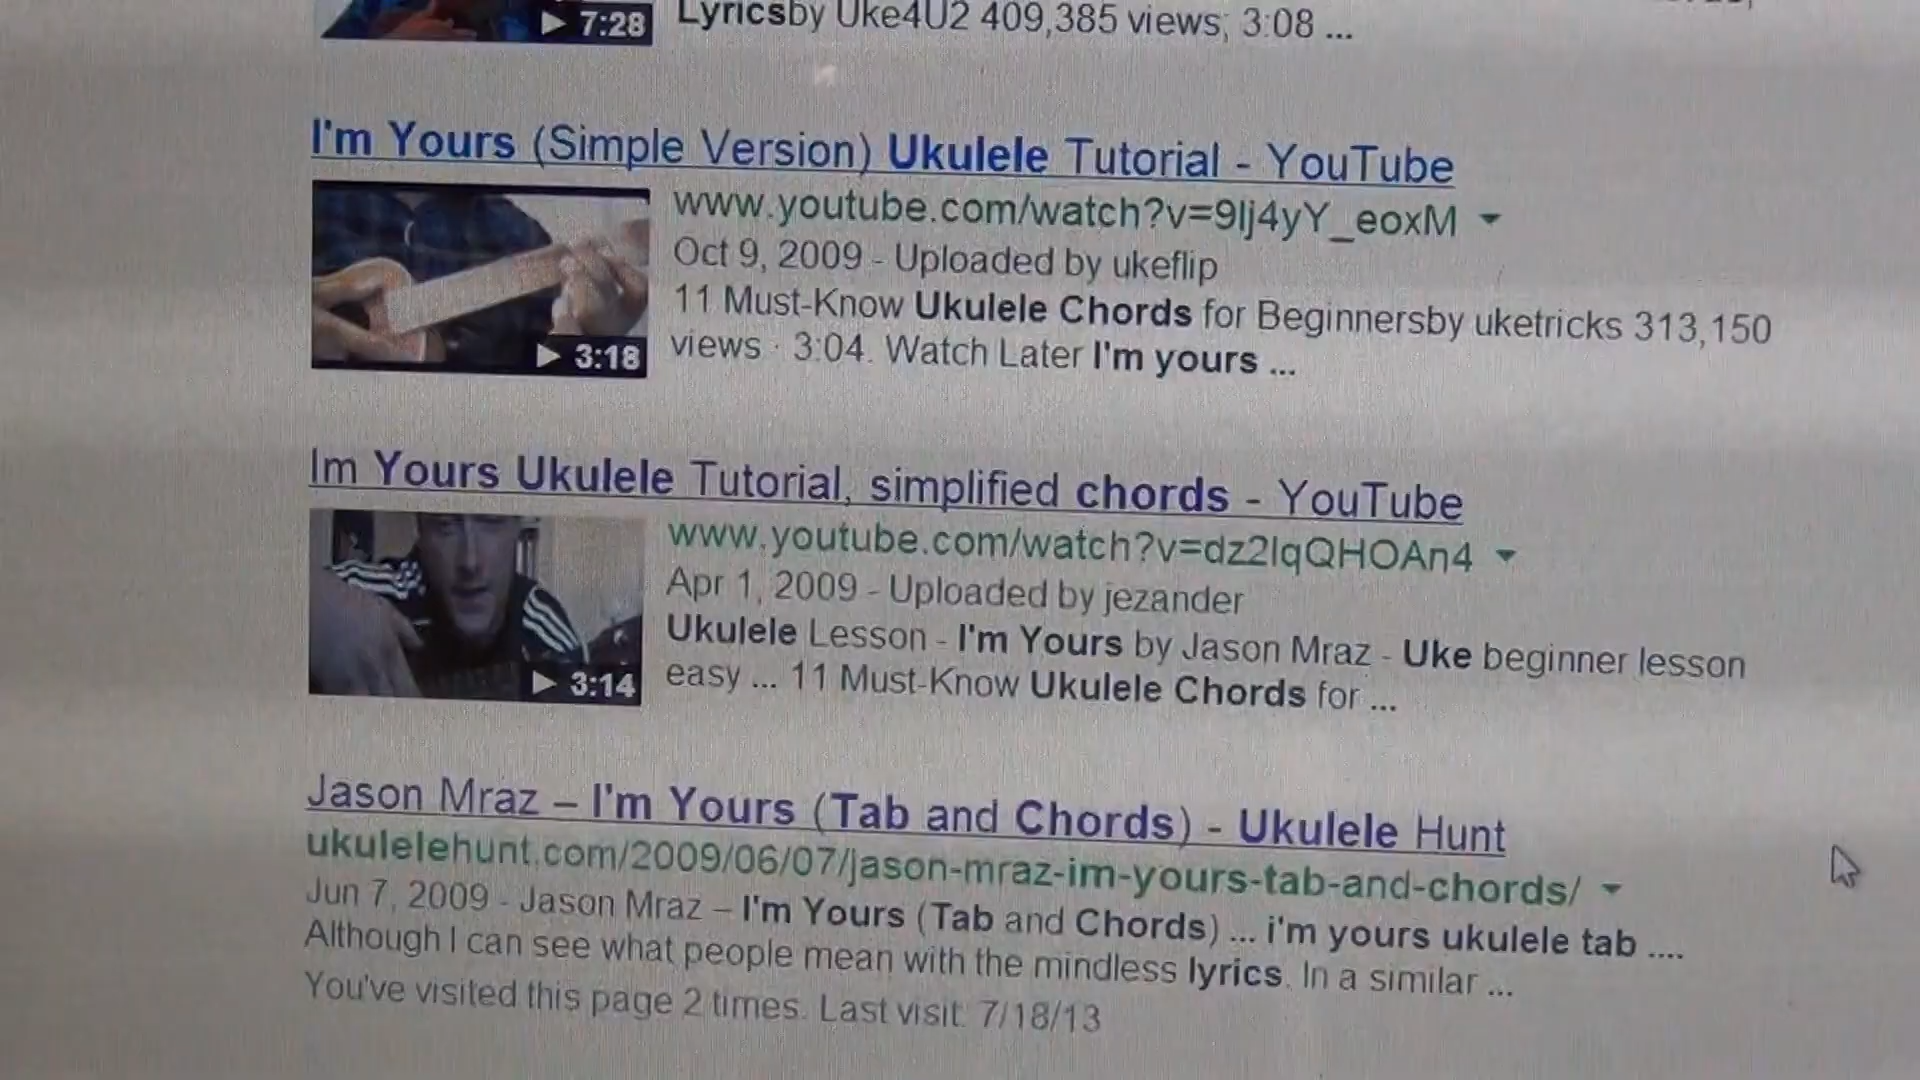 7:28
Lyricsby Uke4U2 409,385 views; 3:08 ...
I'm Yours (Simple Version) Ukulele Tutorial - YouTube
www.youtube.com/watch?v=9lj4yY_eoxM
Oct 9, 2009 - Uploaded by ukeflip
11 Must-Know Ukulele Chords for Beginnersby uketricks 313,150
views · 3:04. Watch Later I'm yours ...
3:18
Im Yours Ukulele Tutorial, simplified chords - YouTube
www.youtube.com/watch?v=dz2lqQHOAn4
Apr 1, 2009 - Uploaded by jezander
Ukulele Lesson - I'm Yours by Jason Mraz - Uke beginner lesson
easy ... 11 Must-Know Ukulele Chords for ...
3:14
Jason Mraz – I'm Yours (Tab and Chords) - Ukulele Hunt
ukulelehunt.com/2009/06/07/jason-mraz-im-yours-tab-and-chords/
Jun 7, 2009 - Jason Mraz – I'm Yours (Tab and Chords) ... i'm yours ukulele tab ....
Although I can see what people mean with the mindless lyrics. In a similar ...
You've visited this page 2 times. Last visit: 7/18/13